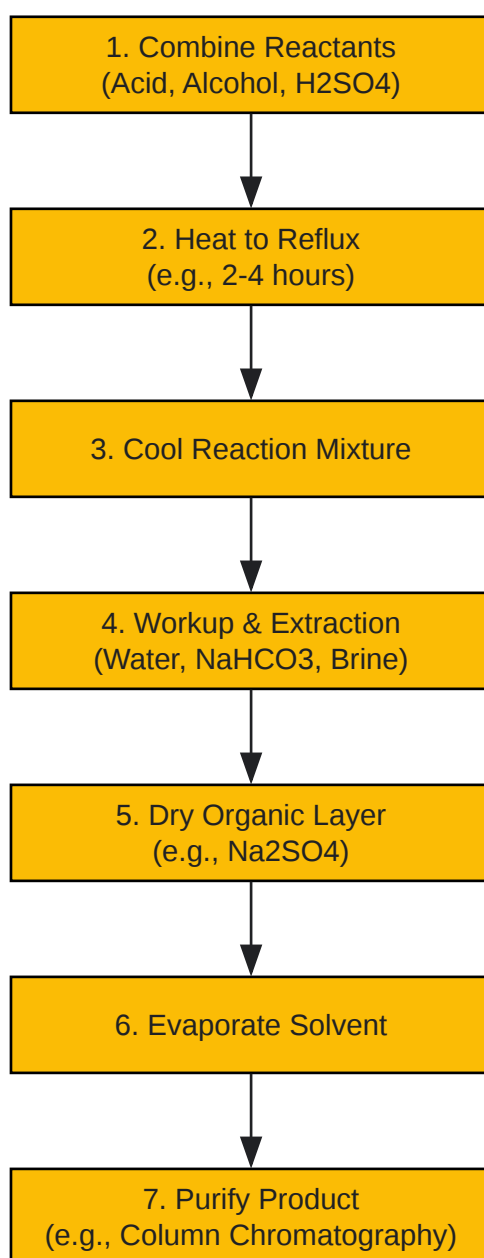 1. Combine Reactants
(Acid, Alcohol, H2SO4)
2. Heat to Reflux
(e.g., 2-4 hours)
3. Cool Reaction Mixture
4. Workup & Extraction
(Water, NaHCO3, Brine)
5. Dry Organic Layer
(e.g., Na2SO4)
6. Evaporate Solvent
7. Purify Product
(e.g., Column Chromatography)